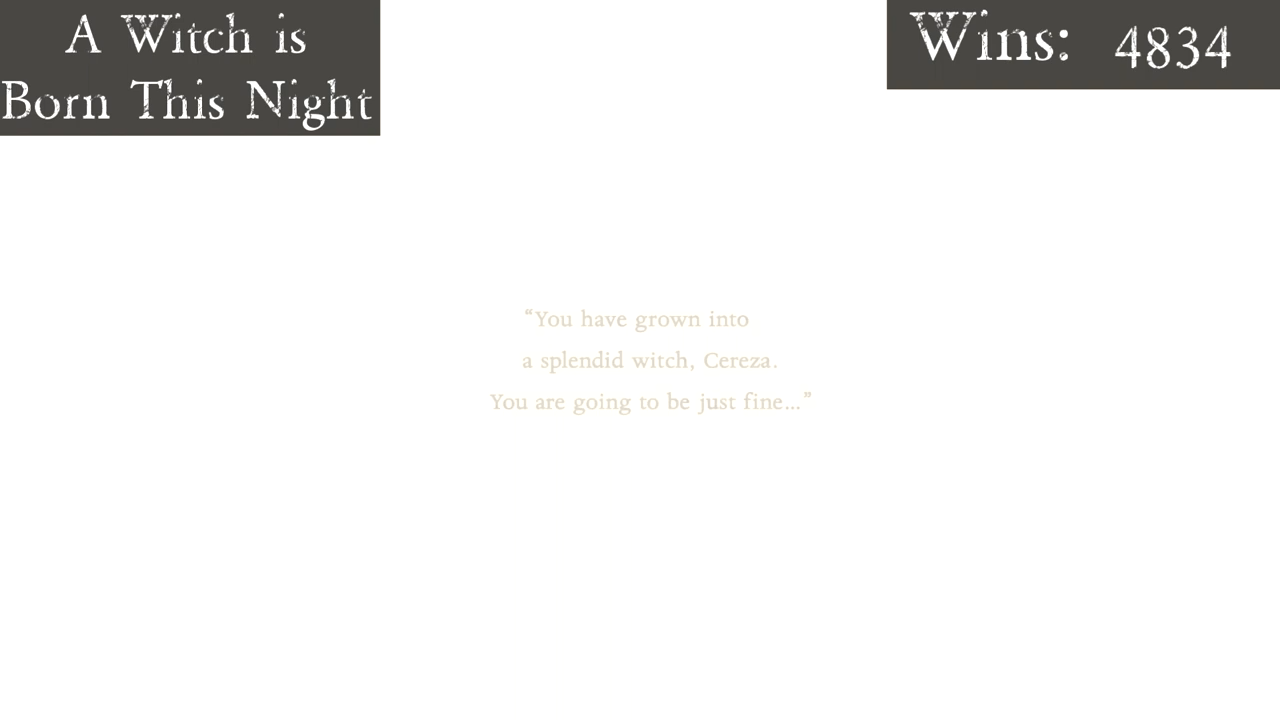 A Witch is
Born This Night
Wins: 4834
“You have grown into
a splendid witch, Cereza.
You are going to be just fine...”